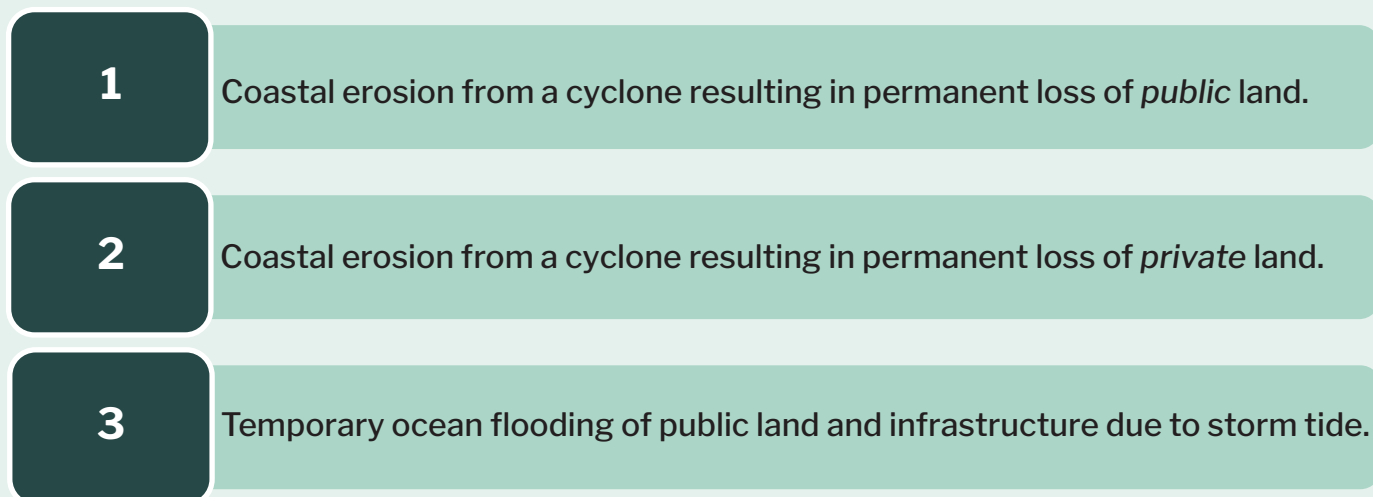 1
Coastal erosion from a cyclone resulting in permanent loss of public land.
2
Coastal erosion from a cyclone resulting in permanent loss of private land.
3
Temporary ocean flooding of public land and infrastructure due to storm tide.